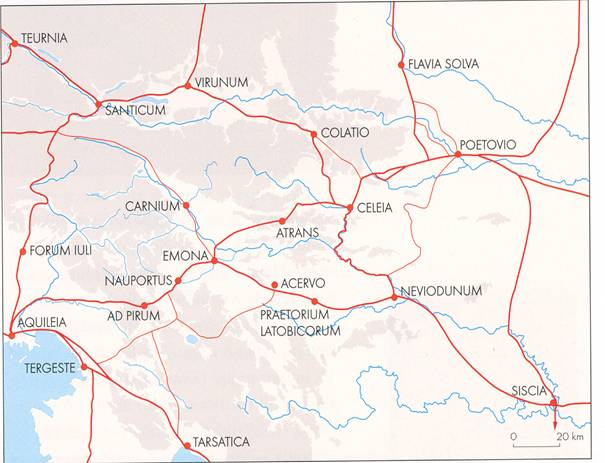 TEURNIA
FLAVIA SOLVA
VIRUNUM
SANTICUM
COLATIO
POETOVIO
CARNIUM
CELEIA
ATRANS
FORUM IULI
EMONA
NAUPORTUS
ACERVO
NEVIODUNUM
AD PIRUM
PRAETORIUM
LATOBICORUM
AQUILEIA
TERGESTE
SISCIA
TARSATICA
0 20 km